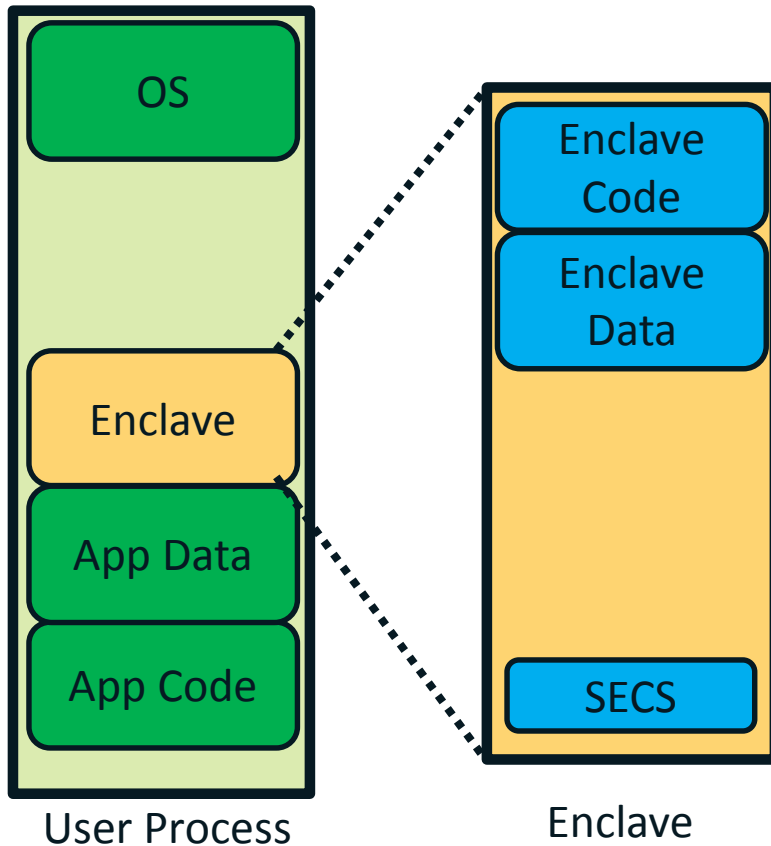 OS
Enclave
App Data
App Code
User Process
Enclave
Code
Enclave
Data
SECS
Enclave